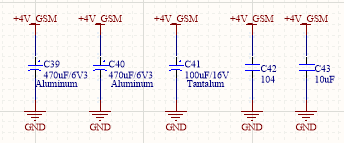 +4V_GSM +4V_GSM +4V_GSM +4V_GSM +4V_GSM
C39 C40 C41 C42 C43
470uF/6V3 470uF/6V3 100uF/16V 104 10uF
Aluminum Aluminum Tantalum
GND GND GND GND GND